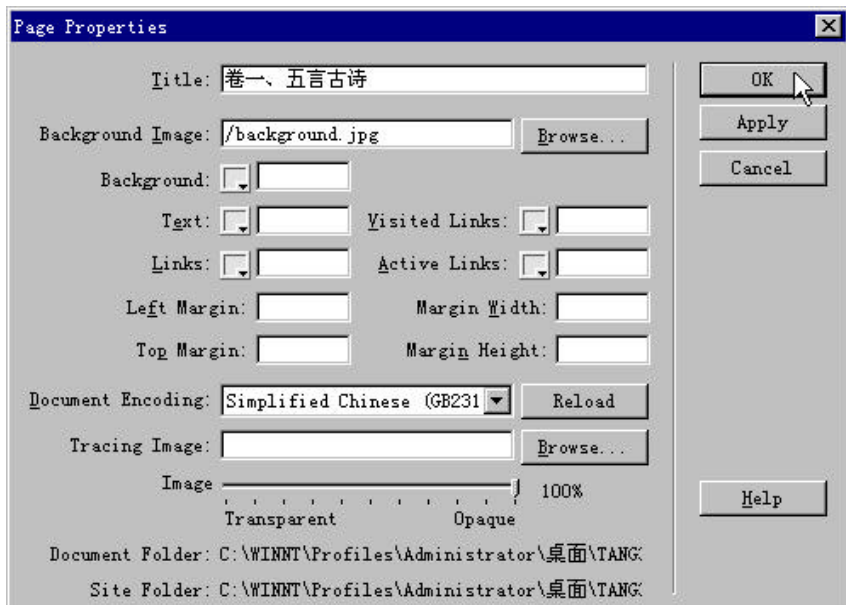 Page Properties
Title: 卷一、五言古诗
OK
Background Image: /background.jpg Browse...
Apply
Background:
Cancel
Text: Visited Links:
Links: Active Links:
Left Margin: Margin Width:
Top Margin: Margin Height:
Document Encoding: Simplified Chinese (GB231 Reload
Tracing Image: Browse...
Image 100%
Transparent Opaque
Help
Document Folder: C:\WINNT\Profiles\Administrator\桌面\TANG
Site Folder: C:\WINNT\Profiles\Administrator\桌面\TANG